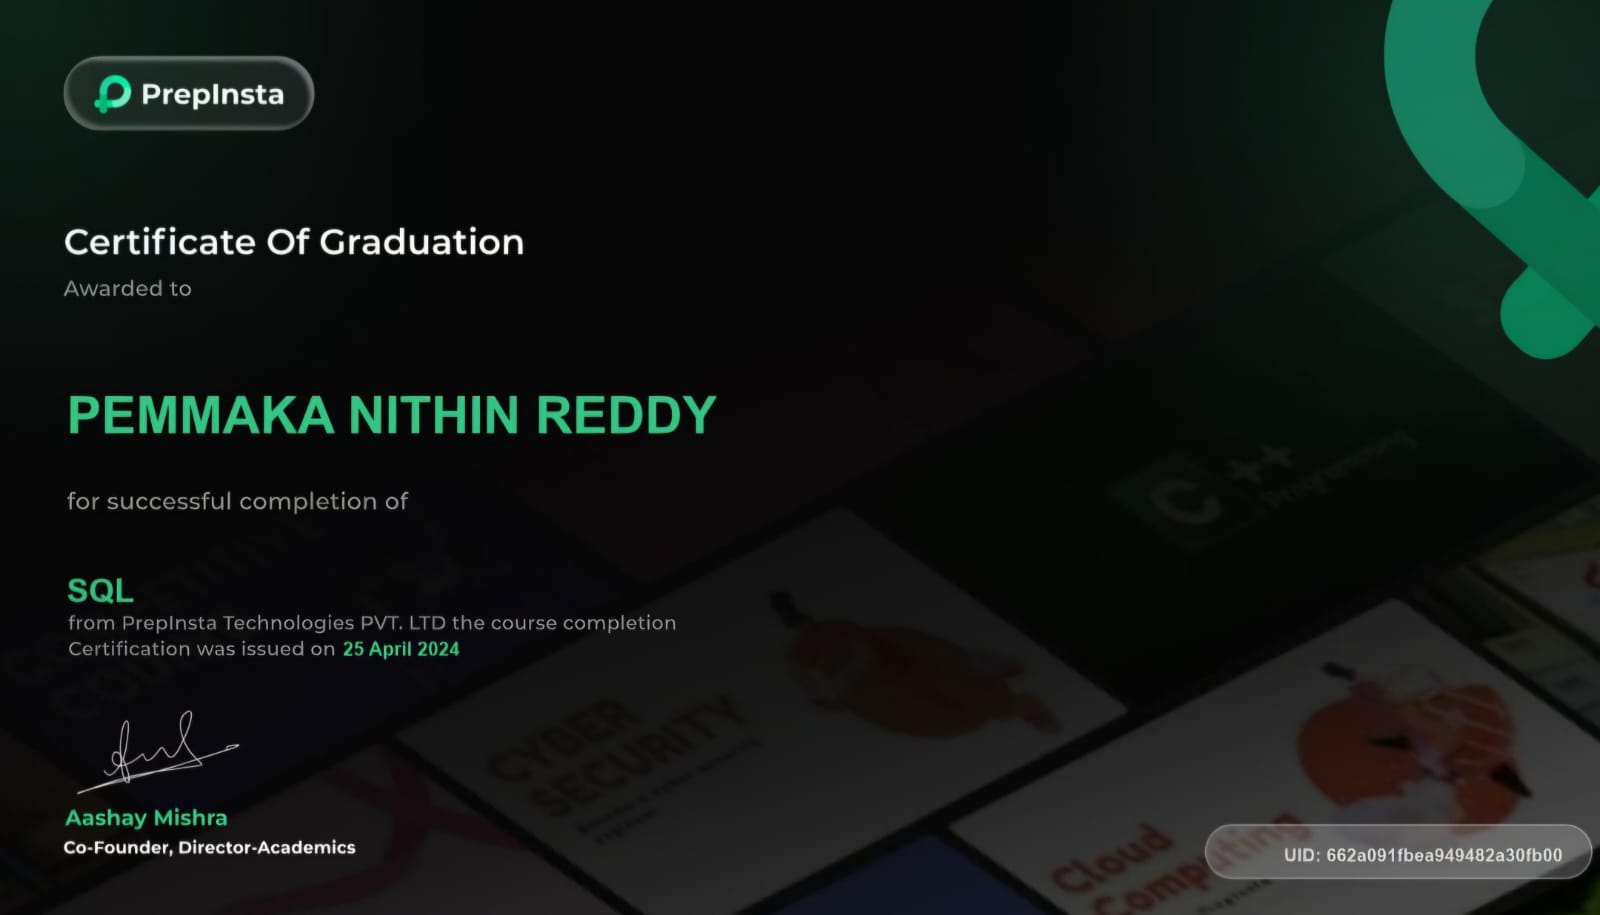 PrepInsta
Certificate Of Graduation
Awarded to
PEMMAKA NITHIN REDDY
for successful completion of
SQL
from PrepInsta Technologies PVT. LTD the course completion
Certification was issued on 25 April 2024
Aashay Mishra
Co-Founder, Director-Academics
C ++
Programming
CYBER
SECURITY
Cloud
Computing
UID: 662a091fbea949482a30fb00